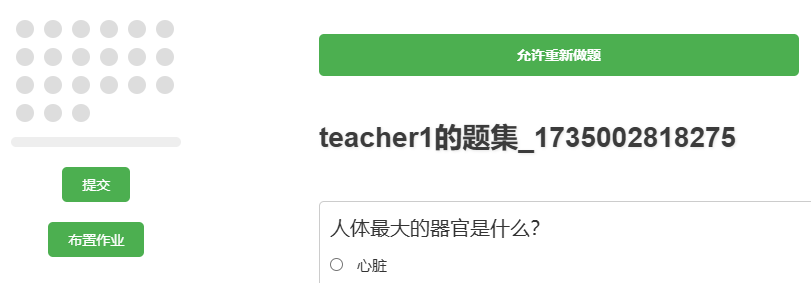 提交
布置作业
允许重新做题
teacher1的题集_1735002818275
人体最大的器官是什么?
心脏